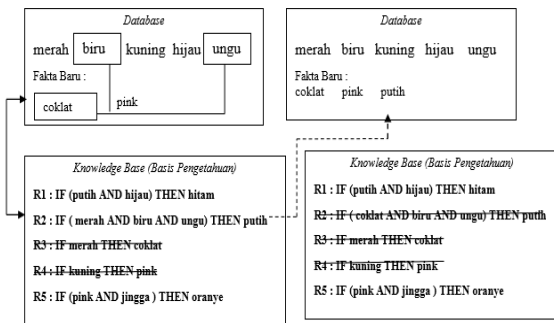 Database
merah biru kuning hijau ungu
Fakta Baru :
coklat pink
Knowledge Base (Basis Pengetahuan)
R1 : IF (putih AND hijau) THEN hitam
R2 : IF ( merah AND biru AND ungu) THEN putih
R3 : IF merah THEN coklat
R4 : IF kuning THEN pink
R5 : IF (pink AND jingga ) THEN oranye
Database
merah biru kuning hijau ungu
Fakta Baru :
coklat pink putih
Knowledge Base (Basis Pengetahuan)
R1 : IF (putih AND hijau) THEN hitam
R2 : IF ( coklat AND biru AND ungu) THEN putih
R3 : IF merah THEN coklat
R4 : IF kuning THEN pink
R5 : IF (pink AND jingga ) THEN oranye